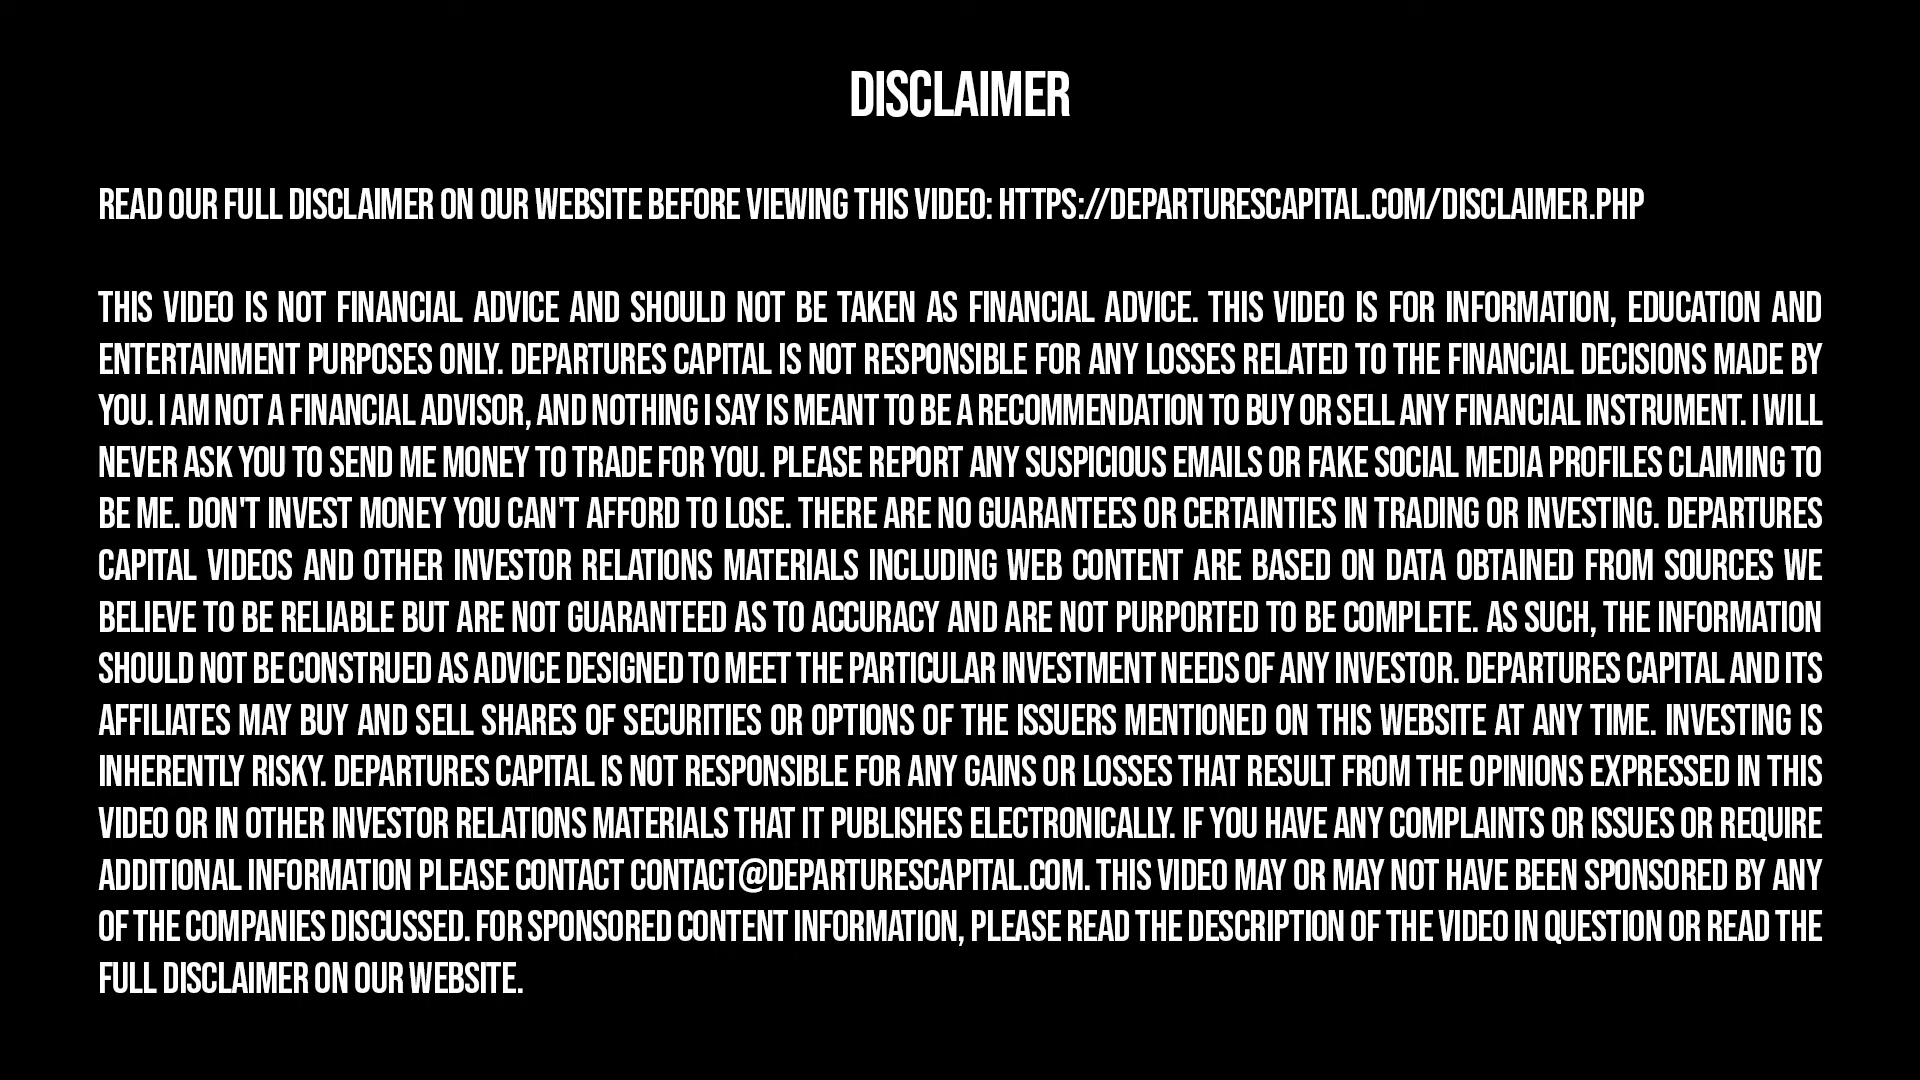 DISCLAIMER
READ OUR FULL DISCLAIMER ON OUR WEBSITE BEFORE VIEWING THIS VIDEO: HTTPS://DEPARTURESCAPITAL.COM/DISCLAIMER.PHP
THIS VIDEO IS NOT FINANCIAL ADVICE AND SHOULD NOT BE TAKEN AS FINANCIAL ADVICE. THIS VIDEO IS FOR INFORMATION, EDUCATION AND
ENTERTAINMENT PURPOSES ONLY. DEPARTURES CAPITAL IS NOT RESPONSIBLE FOR ANY LOSSES RELATED TO THE FINANCIAL DECISIONS MADE BY
YOU. I AM NOT A FINANCIAL ADVISOR, AND NOTHING I SAY IS MEANT TO BE A RECOMMENDATION TO BUY OR SELL ANY FINANCIAL INSTRUMENT. I WILL
NEVER ASK YOU TO SEND ME MONEY TO TRADE FOR YOU. PLEASE REPORT ANY SUSPICIOUS EMAILS OR FAKE SOCIAL MEDIA PROFILES CLAIMING TO
BE ME. DON'T INVEST MONEY YOU CAN'T AFFORD TO LOSE. THERE ARE NO GUARANTEES OR CERTAINTIES IN TRADING OR INVESTING. DEPARTURES
CAPITAL VIDEOS AND OTHER INVESTOR RELATIONS MATERIALS INCLUDING WEB CONTENT ARE BASED ON DATA OBTAINED FROM SOURCES WE
BELIEVE TO BE RELIABLE BUT ARE NOT GUARANTEED AS TO ACCURACY AND ARE NOT PURPORTED TO BE COMPLETE. AS SUCH, THE INFORMATION
SHOULD NOT BE CONSTRUED AS ADVICE DESIGNED TO MEET THE PARTICULAR INVESTMENT NEEDS OF ANY INVESTOR. DEPARTURES CAPITAL AND ITS
AFFILIATES MAY BUY AND SELL SHARES OF SECURITIES OR OPTIONS OF THE ISSUERS MENTIONED ON THIS WEBSITE AT ANY TIME. INVESTING IS
INHERENTLY RISKY. DEPARTURES CAPITAL IS NOT RESPONSIBLE FOR ANY GAINS OR LOSSES THAT RESULT FROM THE OPINIONS EXPRESSED IN THIS
VIDEO OR IN OTHER INVESTOR RELATIONS MATERIALS THAT IT PUBLISHES ELECTRONICALLY. IF YOU HAVE ANY COMPLAINTS OR ISSUES OR REQUIRE
ADDITIONAL INFORMATION PLEASE CONTACT CONTACT@DEPARTURESCAPITAL.COM. THIS VIDEO MAY OR MAY NOT HAVE BEEN SPONSORED BY ANY
OF THE COMPANIES DISCUSSED. FOR SPONSORED CONTENT INFORMATION, PLEASE READ THE DESCRIPTION OF THE VIDEO IN QUESTION OR READ THE
FULL DISCLAIMER ON OUR WEBSITE.